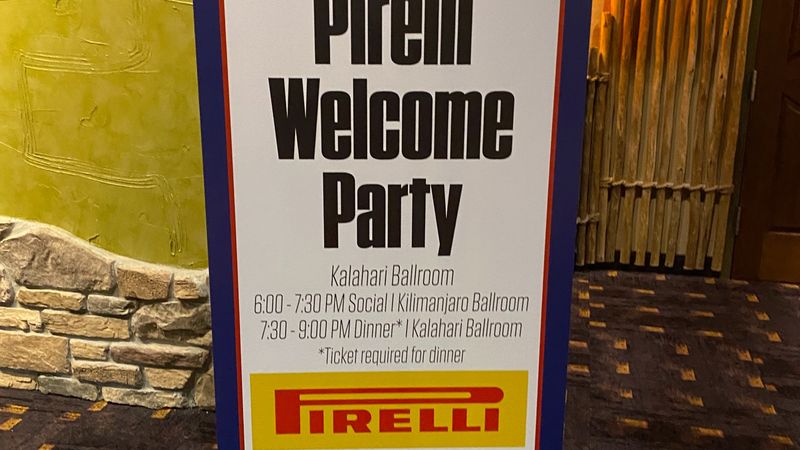 Pirelli
Welcome
Party
Kalahari Ballroom
6:00 - 7:30 PM Social | Kilimanjaro Ballroom
7:30 - 9:00 PM Dinner* | Kalahari Ballroom
*Ticket required for dinner
PIRELLI